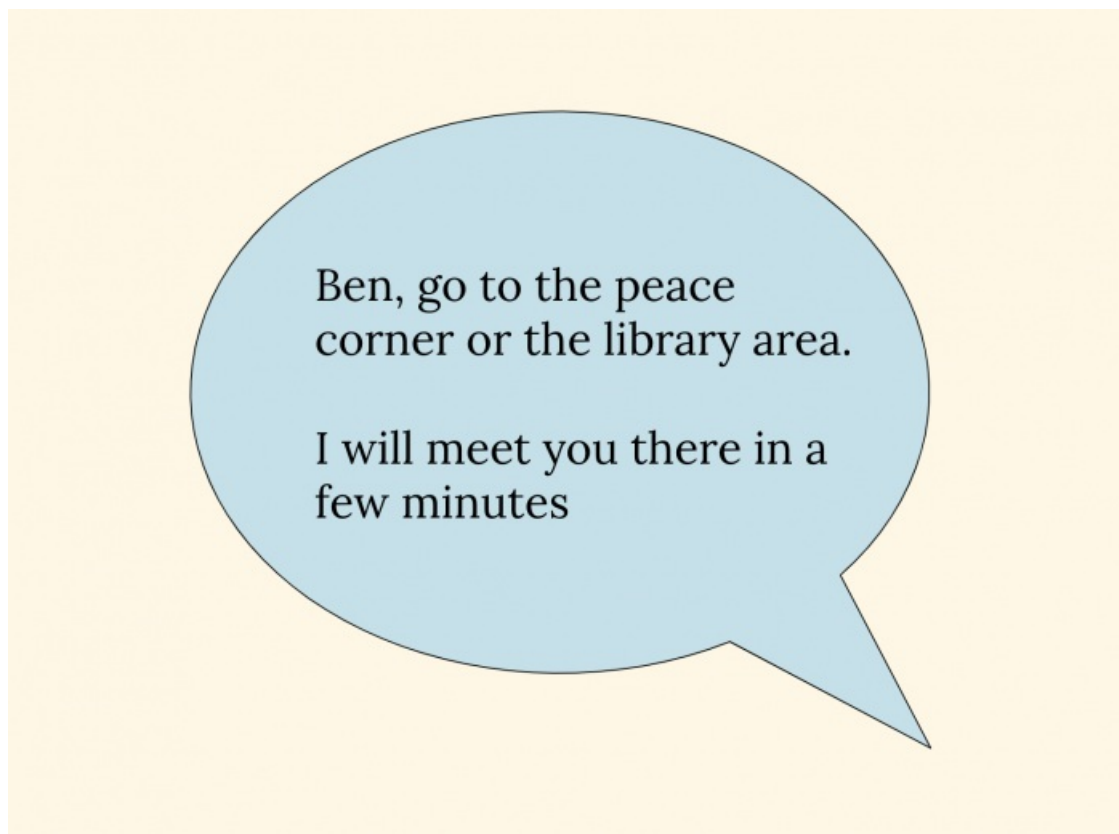 Ben, go to the peace
corner or the library area.
I will meet you there in a
few minutes